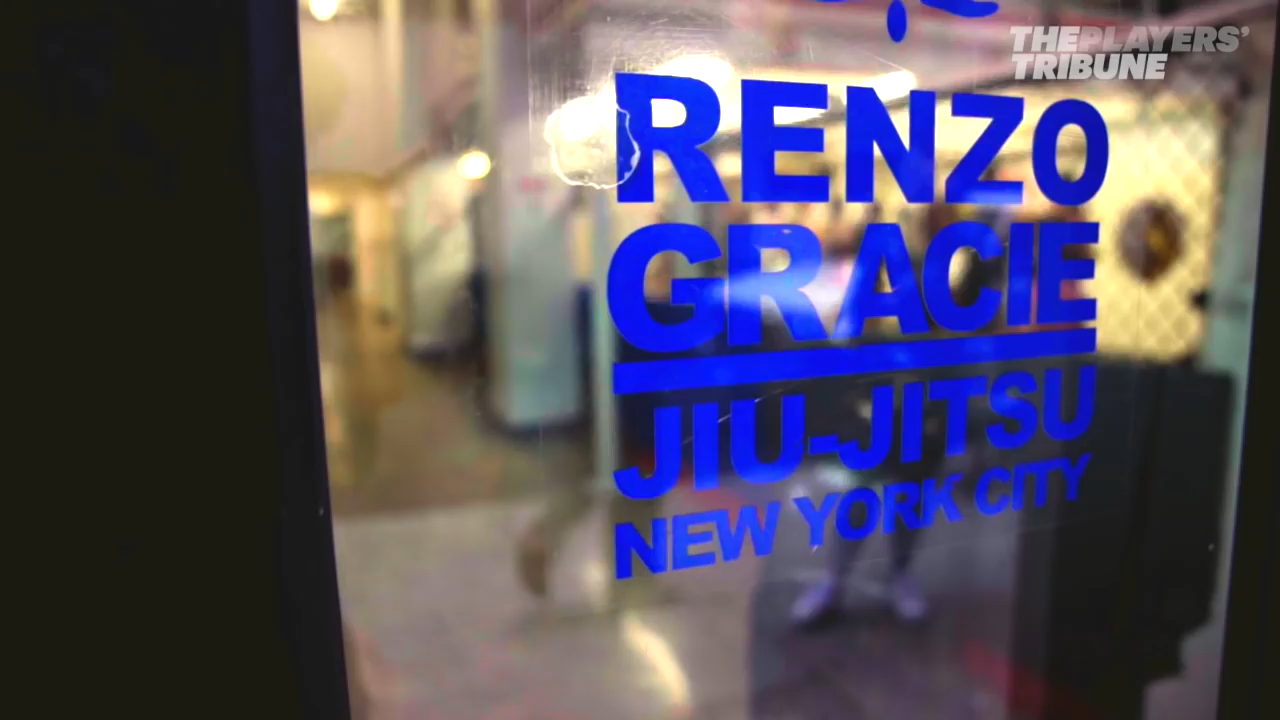 THEPLAYERS'
TRIBUNE
RENZO
GRACIE
JIU-JITSU
NEW YORK CITY